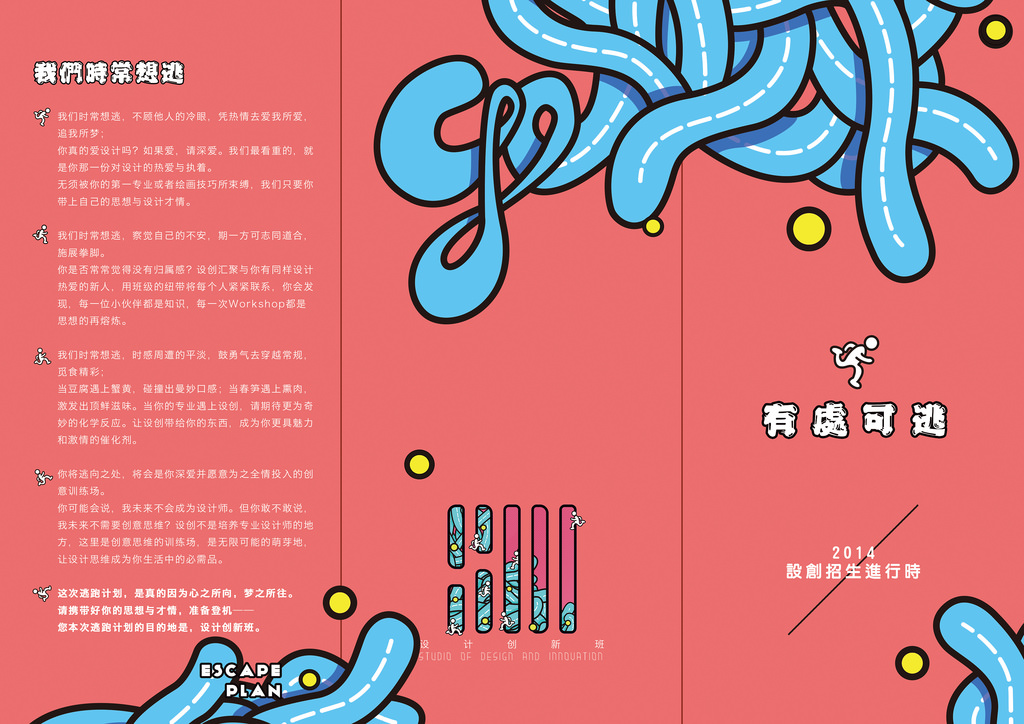 我們時常想逃
我们时常想逃，不顾他人的冷眼，凭热情去爱我所爱，
追我所梦；
你真的爱设计吗？如果爱，请深爱。我们最看重的，就
是你那一份对设计的热爱与执着。
无须被你的第一专业或者绘画技巧所束缚，我们只要你
带上自己的思想与设计才情。
我们时常想逃，察觉自己的不安，期一方可志同道合，
施展拳脚。
你是否常常觉得没有归属感？设创汇聚与你有同样设计
热爱的新人，用班级的纽带将每个人紧紧联系，你会发
现，每一位小伙伴都是知识，每一次Workshop都是
思想的再熔炼。
我们时常想逃，时感周遭的平淡，鼓勇气去穿越常规，
觅食精彩；
当豆腐遇上蟹黄，碰撞出曼妙口感；当春笋遇上熏肉，
激发出顶鲜滋味。当你的专业遇上设创，请期待更为奇
妙的化学反应。让设创带给你的东西，成为你更具魅力
和激情的催化剂。
你将逃向之处，将会是你深爱并愿意为之全情投入的创
意训练场。
你可能会说，我未来不会成为设计师。但你敢不敢说，
我未来不需要创意思维？设创不是培养专业设计师的地
方，这里是创意思维的训练场，是无限可能的萌芽地，
让设计思维成为你生活中的必需品。
这次逃跑计划，是真的因为心之所向，梦之所往。
请携带好你的思想与才情，准备登机——
您本次逃跑计划的目的地是，设计创新班。
ESCAPE
PLAN
设计创新班
STUDIO OF DESIGN AND INNOVATION
有處可逃
2014
設創招生進行時